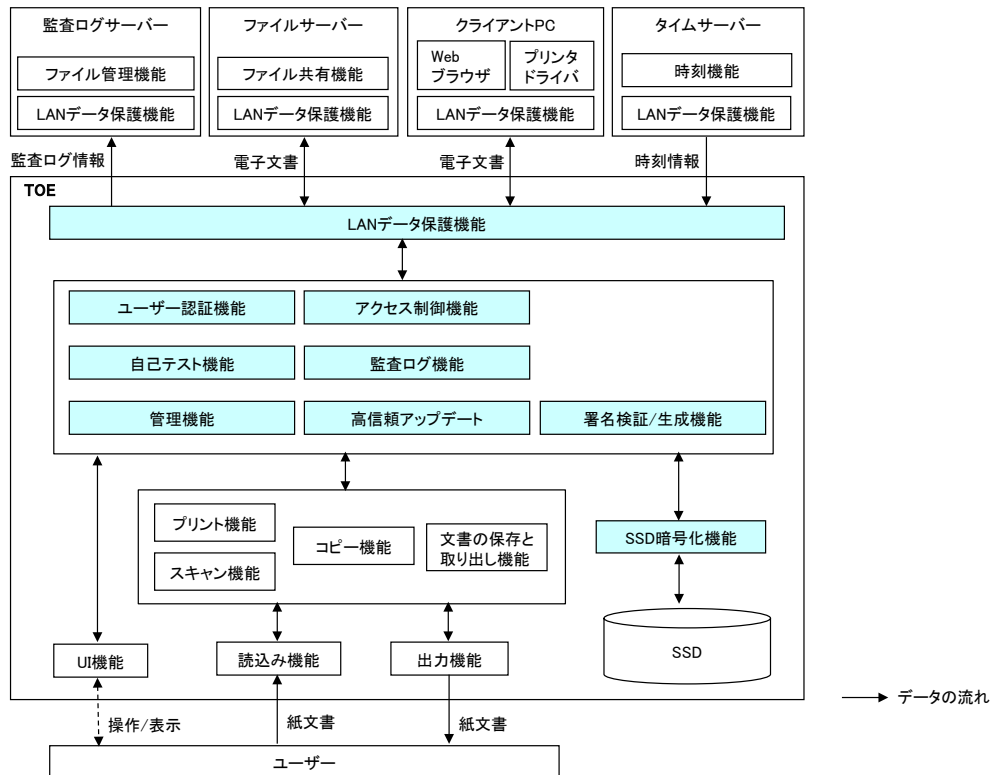 監査ログサーバー
ファイル管理機能
LANデータ保護機能
ファイルサーバー
ファイル共有機能
LANデータ保護機能
クライアントPC
Web
ブラウザ
プリンタ
ドライバ
LANデータ保護機能
タイムサーバー
時刻機能
LANデータ保護機能
監査ログ情報
電子文書
電子文書
時刻情報
TOE
LANデータ保護機能
ユーザー認証機能
アクセス制御機能
自己テスト機能
監査ログ機能
管理機能
高信頼アップデート
署名検証/生成機能
プリント機能
スキャン機能
コピー機能
文書の保存と
取り出し機能
SSD暗号化機能
SSD
UI機能
読込み機能
出力機能
データの流れ
操作/表示
紙文書
紙文書
ユーザー